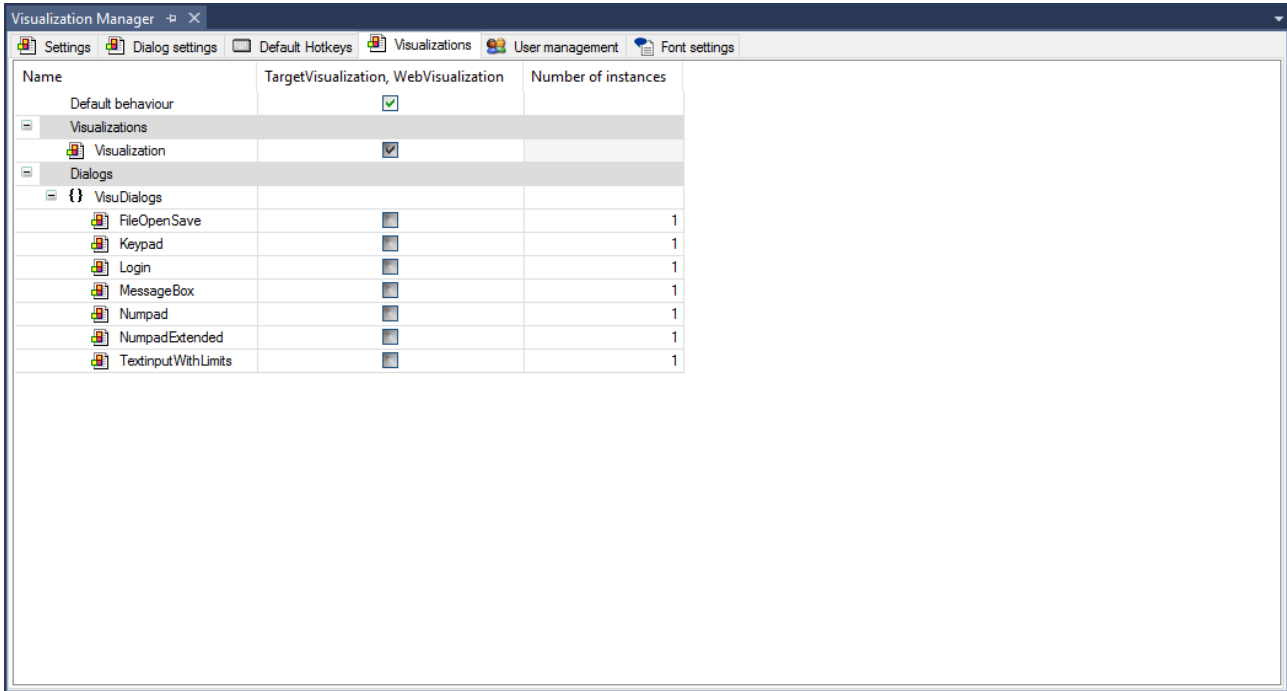 Visualization Manager
Settings Dialog settings Default Hotkeys Visualizations User management Font settings
Name TargetVisualization, WebVisualization Number of instances
Default behaviour
Visualizations
Visualization
Dialogs
{} VisuDialogs
FileOpenSave 1
Keypad 1
Login 1
MessageBox 1
Numpad 1
NumpadExtended 1
TextinputWithLimits 1